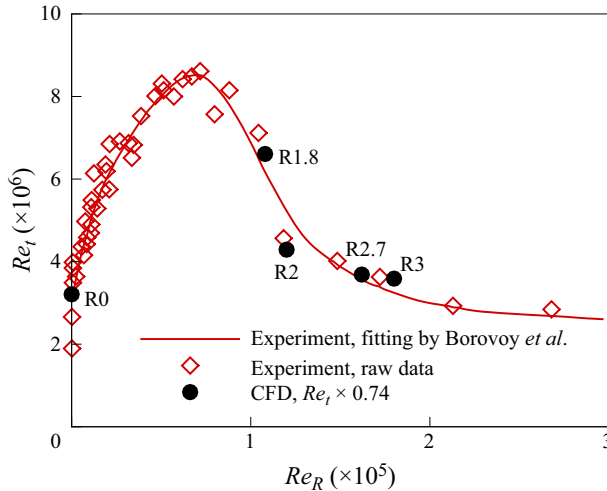 10
8
6
4
2
0
Re_t (×10^6)
R0
R1.8
R2
R2.7
R3
Experiment, fitting by Borovoy et al.
Experiment, raw data
CFD, Re_t × 0.74
0
1
2
3
Re_R (×10^5)